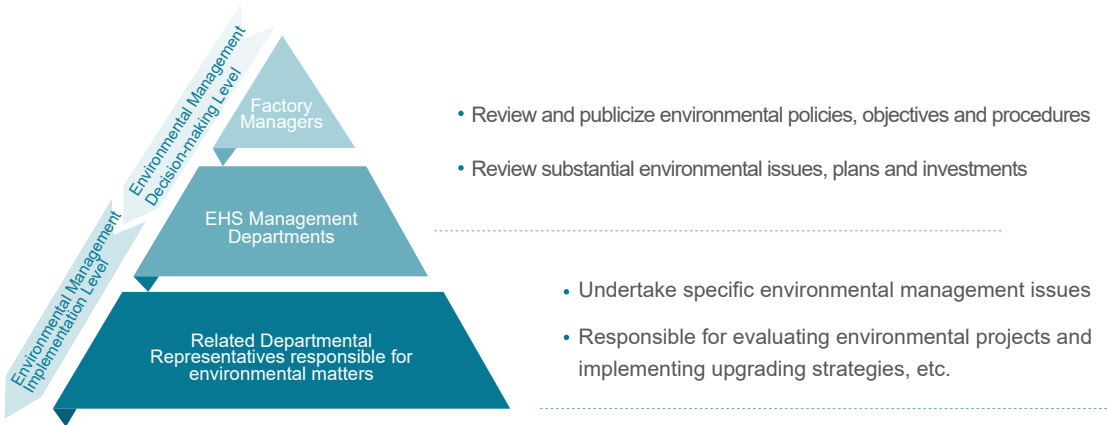 Environmental Management
Decision-making Level
Factory
Managers
• Review and publicize environmental policies, objectives and procedures
• Review substantial environmental issues, plans and investments
Environmental Management
Implementation Level
EHS Management
Departments
Related Departmental
Representatives responsible for
environmental matters
• Undertake specific environmental management issues
• Responsible for evaluating environmental projects and
implementing upgrading strategies, etc.